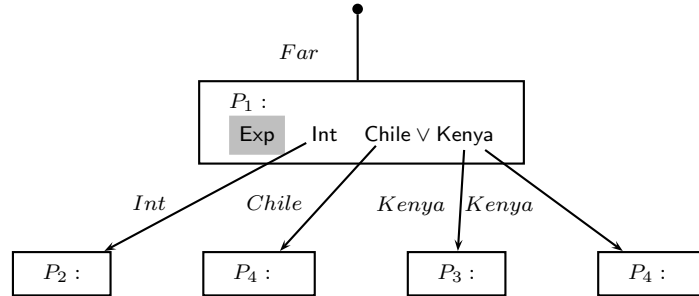 Far
P₁ :
Exp Int Chile ∨ Kenya
Int Chile Kenya Kenya
P₂ : P₄ : P₃ : P₄ :